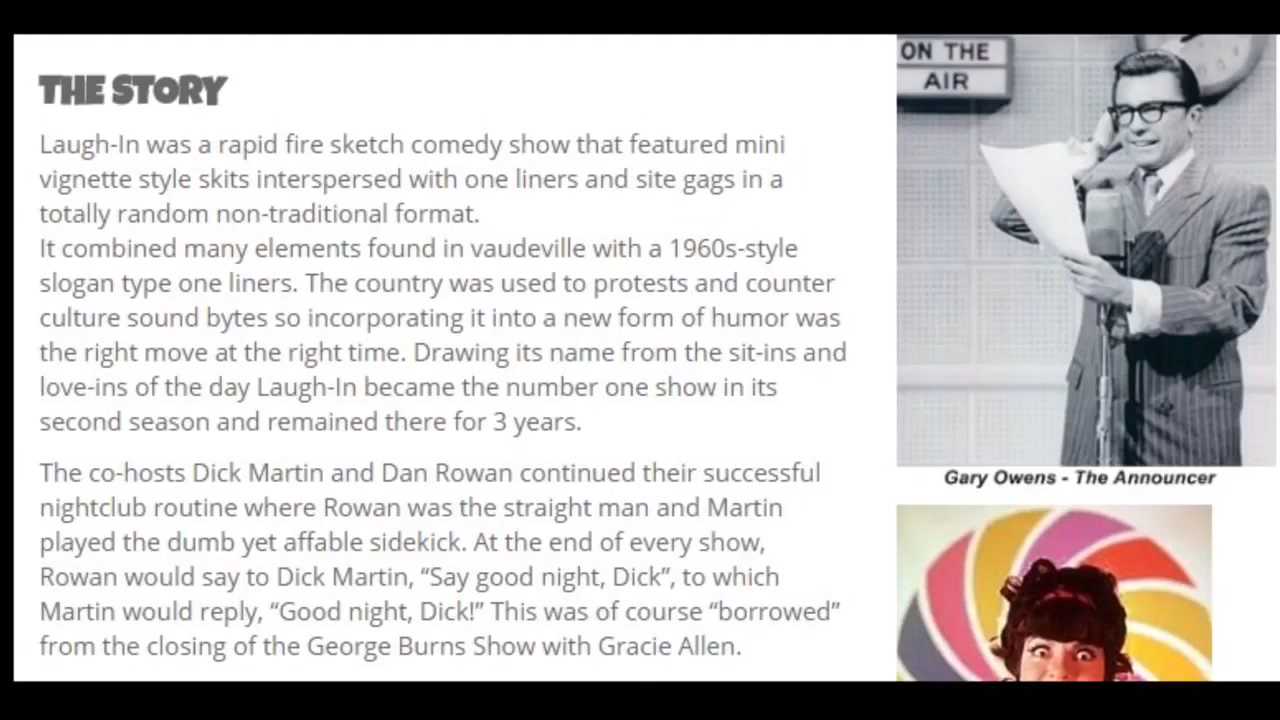 THE STORY
Laugh-In was a rapid fire sketch comedy show that featured mini
vignette style skits interspersed with one liners and site gags in a
totally random non-traditional format.
It combined many elements found in vaudeville with a 1960s-style
slogan type one liners. The country was used to protests and counter
culture sound bytes so incorporating it into a new form of humor was
the right move at the right time. Drawing its name from the sit-ins and
love-ins of the day Laugh-In became the number one show in its
second season and remained there for 3 years.
The co-hosts Dick Martin and Dan Rowan continued their successful
nightclub routine where Rowan was the straight man and Martin
played the dumb yet affable sidekick. At the end of every show,
Rowan would say to Dick Martin, “Say good night, Dick”, to which
Martin would reply, “Good night, Dick!” This was of course “borrowed”
from the closing of the George Burns Show with Gracie Allen.
ON THE
AIR
Gary Owens - The Announcer